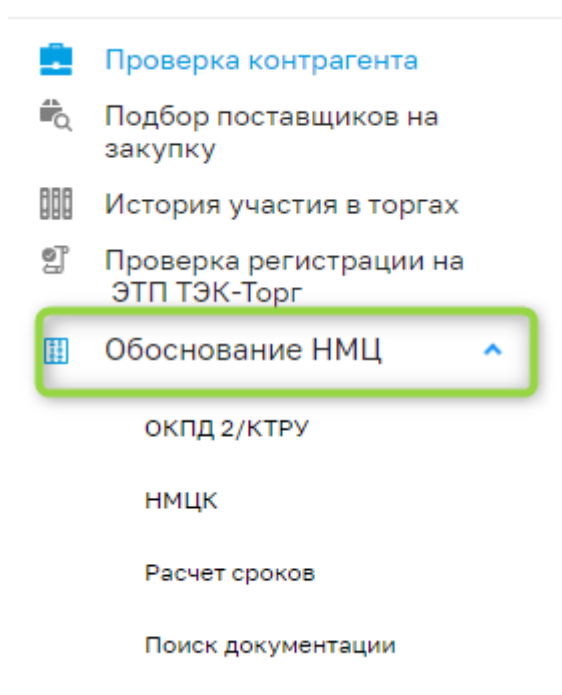 Проверка контрагента
Подбор поставщиков на
закупку
История участия в торгах
Проверка регистрации на
ЭТП ТЭК-Торг
Обоснование НМЦ
ОКПД 2/КТРУ
НМЦК
Расчет сроков
Поиск документации